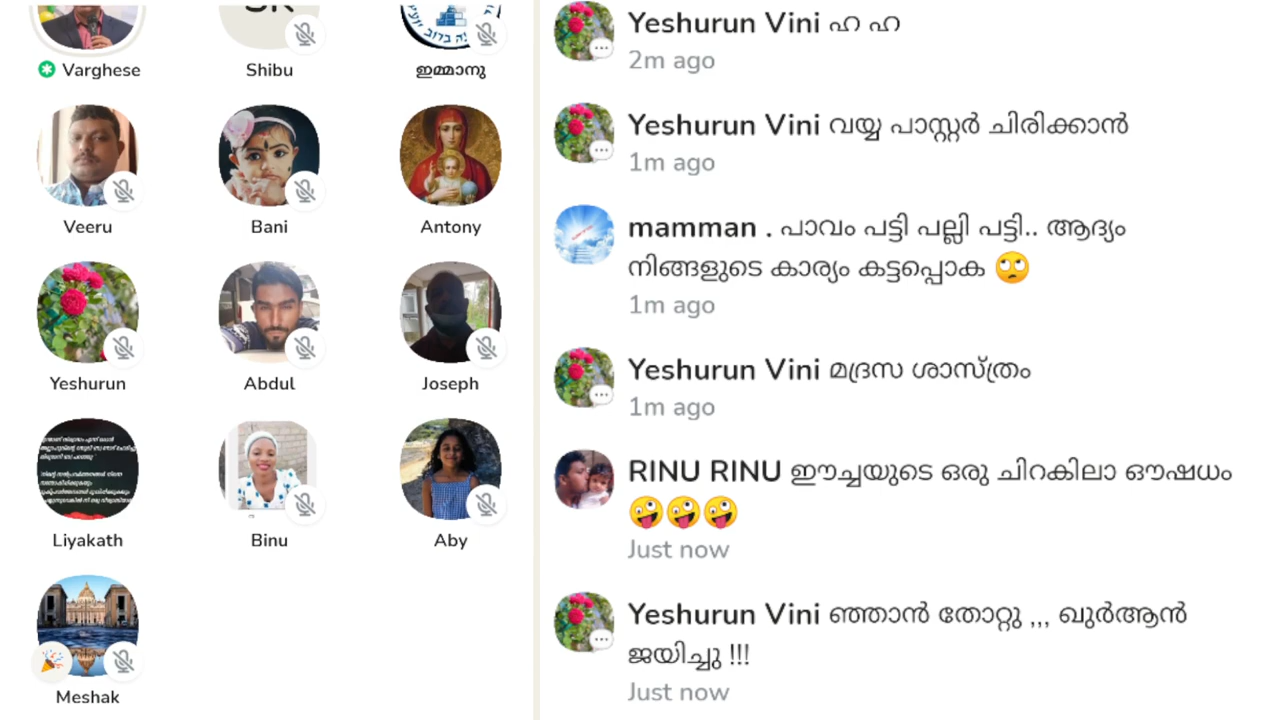 SK
Varghese
Shibu
ഇമ്മാനു
Veeru
Bani
Antony
Yeshurun
Abdul
Joseph
Liyakath
Binu
Aby
Meshak
Yeshurun Vini ഹ ഹ
2m ago
Yeshurun Vini വയ്യ പാസ്റ്റർ ചിരിക്കാൻ
1m ago
mamman . പാവം പട്ടി പല്ലി പട്ടി.. ആദ്യം
നിങ്ങളുടെ കാര്യം കട്ടപ്പൊക 🙄
1m ago
Yeshurun Vini മദ്രസ ശാസ്ത്രം
1m ago
RINU RINU ഈച്ചയുടെ ഒരു ചിറകിലാ ഔഷധം
🤪🤪🤪
Just now
Yeshurun Vini ഞ്ഞാൻ തോറ്റു ,,, ഖുർആൻ
ജയിച്ചു !!!
Just now